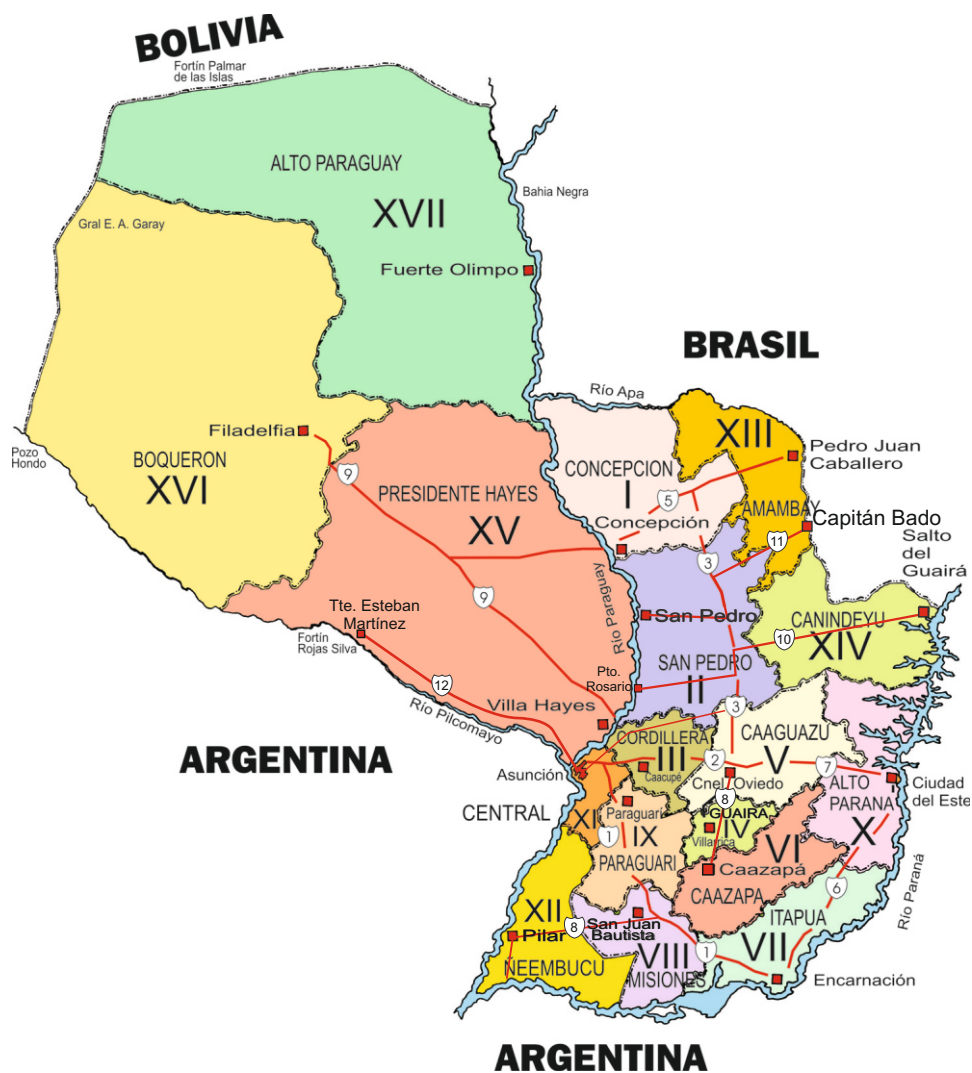 BOLIVIA
Fortín Palmar
de las Islas
ALTO PARAGUAY
XVII
Bahia Negra
Gral E. A. Garay
Fuerte Olimpo
BRASIL
Río Apa
Filadelfia
Pozo
Hondo
BOQUERON
XVI
9
PRESIDENTE HAYES
XV
CONCEPCION
I
5
Concepción
XIII
Pedro Juan
Caballero
AMAMBAY
Capitán Bado
11
3
Salto
del
Guairá
9
Río Paraguay
Tte. Esteban
Martínez
Fortín
Rojas Silva
San Pedro
CANINDEYU
10
XIV
SAN PEDRO
II
Pto.
Rosario
12
Villa Hayes
Río Pilcomayo
3
ARGENTINA
CORDILLERA
III
Caacupé
2
CAAGUAZU
V
7
Asunción
Cnel. Oviedo
8
ALTO
PARANA
X
Ciudad
del Este
CENTRAL
XI
Paraguarí
1
IX
PARAGUARI
GUAIRA
IV
Villarrica
VI
Caazapá
CAAZAPA
6
Río Paraná
XII
Pilar
8
San Juan
Bautista
VIII
ITAPUA
VII
1
ÑEEMBUCU
MISIONES
Encarnación
ARGENTINA